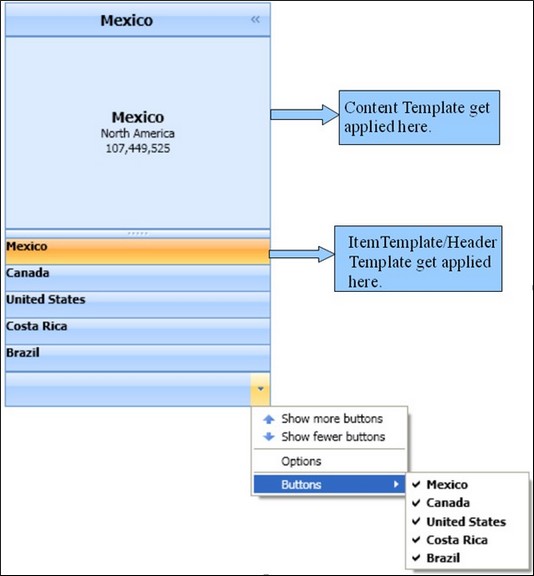 Mexico
Mexico
North America
107,449,525
Content Template get
applied here.
Mexico
ItemTemplate/Header
Template get applied
here.
Canada
United States
Costa Rica
Brazil
Show more buttons
Show fewer buttons
Options
Buttons
Mexico
Canada
United States
Costa Rica
Brazil